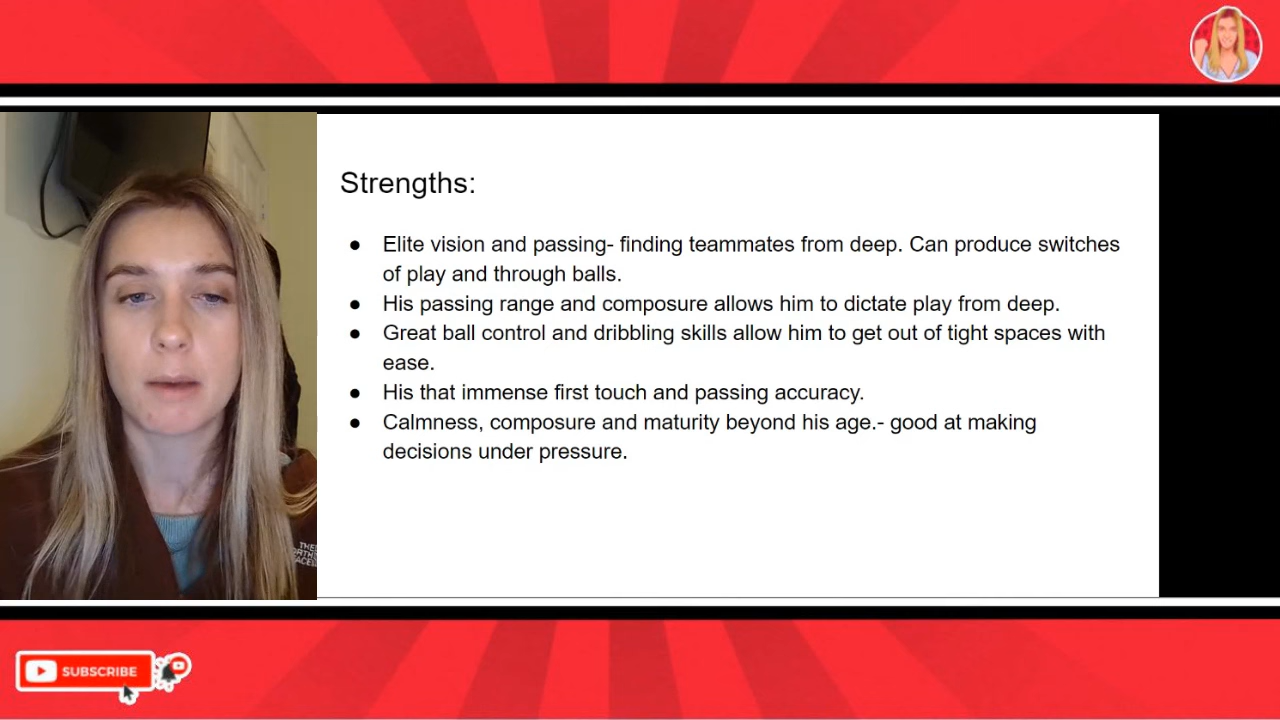 Strengths:
● Elite vision and passing- finding teammates from deep. Can produce switches
of play and through balls.
● His passing range and composure allows him to dictate play from deep.
● Great ball control and dribbling skills allow him to get out of tight spaces with
ease.
● His that immense first touch and passing accuracy.
● Calmness, composure and maturity beyond his age.- good at making
decisions under pressure.
THE
NORTH
FACE
SUBSCRIBE